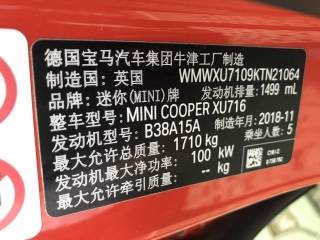 德国宝马汽车集团牛津工厂制造
制造国：英国 WMWXU7109KTN21064
品牌：迷你(MINI)牌 发动机排量：1499 mL
整车型号：MINI COOPER XU716
发动机型号：B38A15A 制造年月：2018-11
最大允许总质量：1710 kg 乘坐人数：5
发动机最大净功率：100 kW
最大允许牵引质量：-- kg